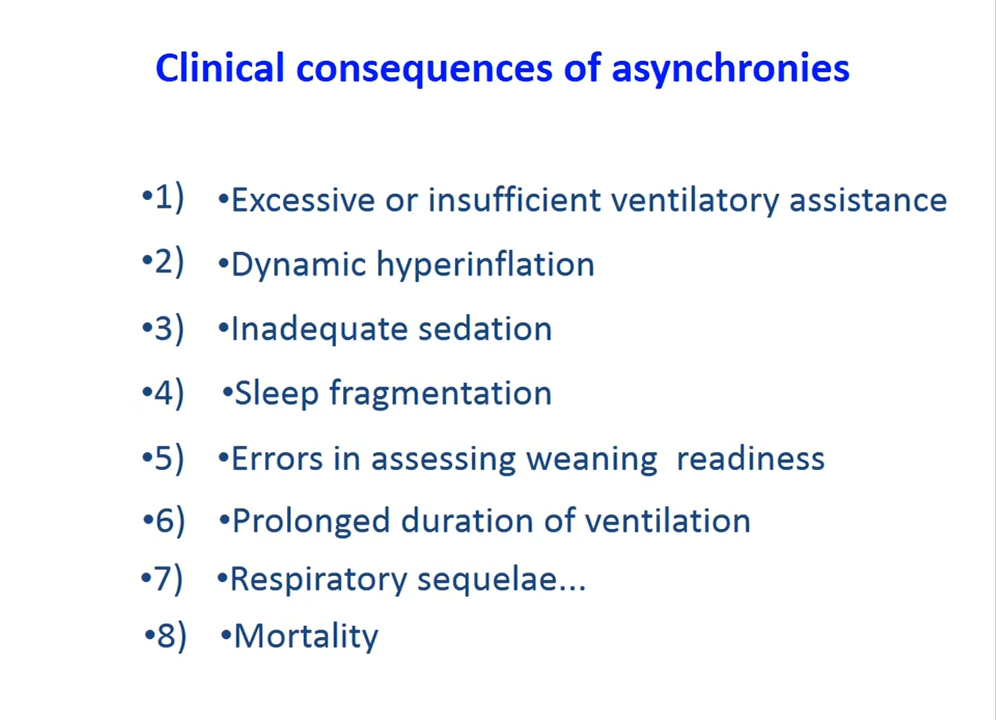 Clinical consequences of asynchronies
•1) •Excessive or insufficient ventilatory assistance
•2) •Dynamic hyperinflation
•3) •Inadequate sedation
•4) •Sleep fragmentation
•5) •Errors in assessing weaning  readiness
•6) •Prolonged duration of ventilation
•7) •Respiratory sequelae...
•8) •Mortality